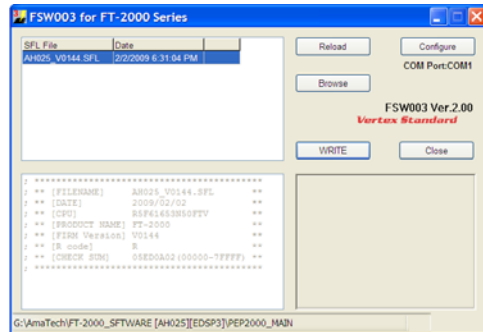 FSW003 for FT-2000 Series
SFL File Date
AH025_V0144.SFL 2/2/2009 6:31:04 PM
Reload
Configure
COM Port:COM1
Browse
FSW003 Ver.2.00
Vertex Standard
WRITE
Close
; ******************************************
; ** [FILENAME] AH025_V0144.SFL **
; ** [DATE] 2009/02/02 **
; ** [CPU] R5F6165SN50FTV **
; ** [PRODUCT NAME] FT-2000 **
; ** [FIRM Version] V0144 **
; ** [R code] R **
; ** [CHECK SUM] 05ED0A02(00000-7FFFF) **
; ******************************************
G:\AmaTech\FT-2000_SFTWARE [AH025][EDSP3]\PEP2000_MAIN